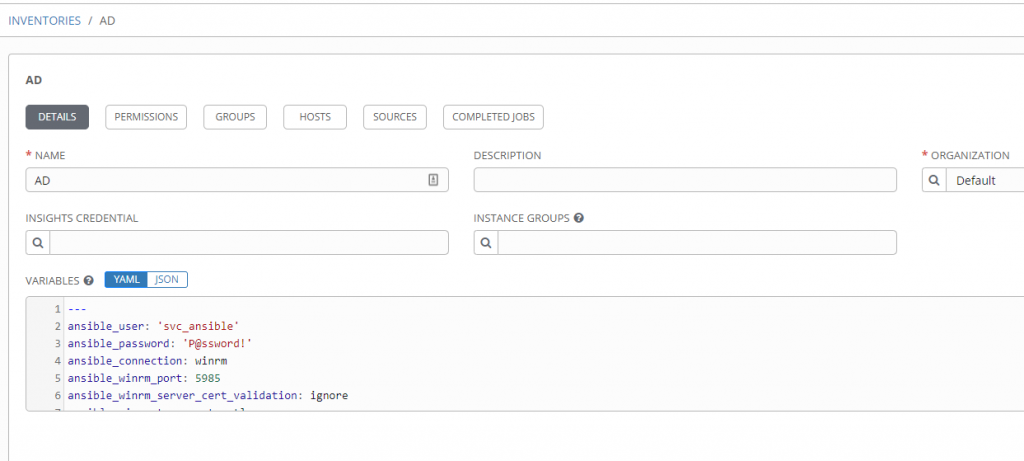 INVENTORIES / AD
AD
DETAILS PERMISSIONS GROUPS HOSTS SOURCES COMPLETED JOBS
* NAME DESCRIPTION * ORGANIZATION
AD Default
INSIGHTS CREDENTIAL INSTANCE GROUPS ?
VARIABLES ? YAML JSON
1 ---
2 ansible_user: 'svc_ansible'
3 ansible_password: 'P@ssword!'
4 ansible_connection: winrm
5 ansible_winrm_port: 5985
6 ansible_winrm_server_cert_validation: ignore